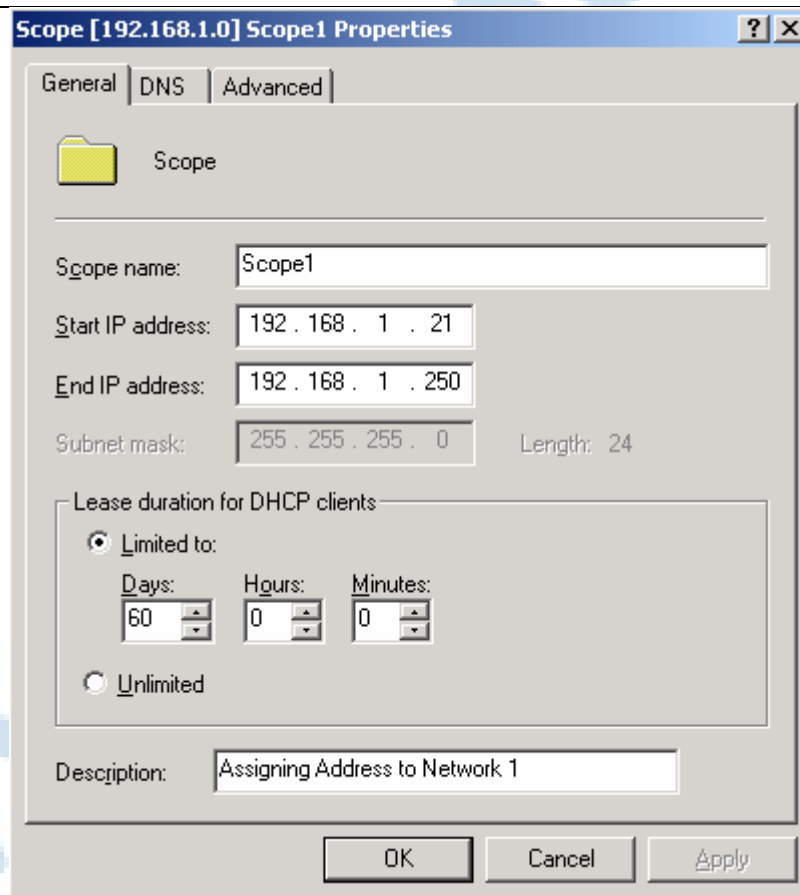 Scope [192.168.1.0] Scope1 Properties
General DNS Advanced
Scope
Scope name: Scope1
Start IP address: 192 . 168 . 1 . 21
End IP address: 192 . 168 . 1 . 250
Subnet mask: 255 . 255 . 255 . 0 Length: 24
Lease duration for DHCP clients
Limited to:
Days: Hours: Minutes:
60 0 0
Unlimited
Description: Assigning Address to Network 1
OK Cancel Apply